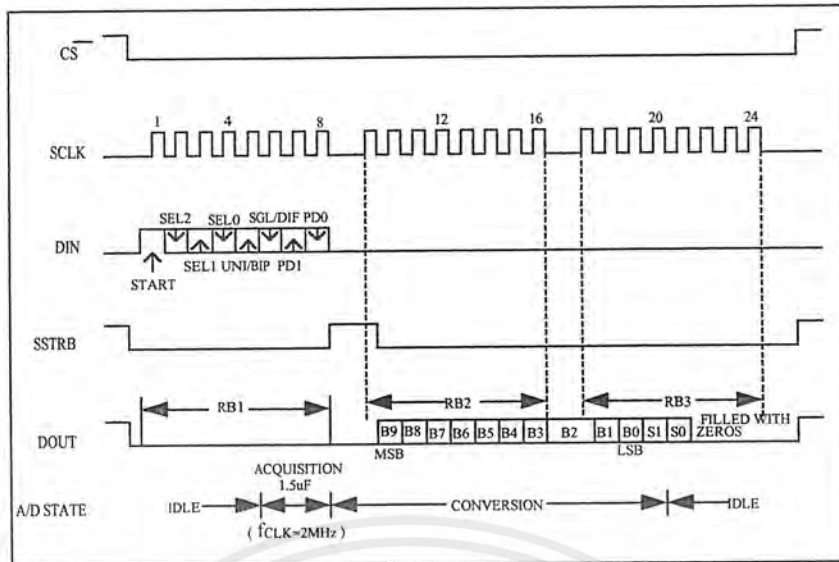 CS
1 4 8 12 16 20 24
SCLK
SEL2 SEL0 SGL/DIF PD0
DIN
SEL1 UNI/BIP PD1
START
SSTRB
RB1 RB2 RB3
FILLED WITH
DOUT B9 B8 B7 B6 B5 B4 B3 B2 B1 B0 S1 S0 ZEROS
MSB LSB
ACQUISITION
1.5uF
A/D STATE IDLE CONVERSION IDLE
( fCLK=2MHz )